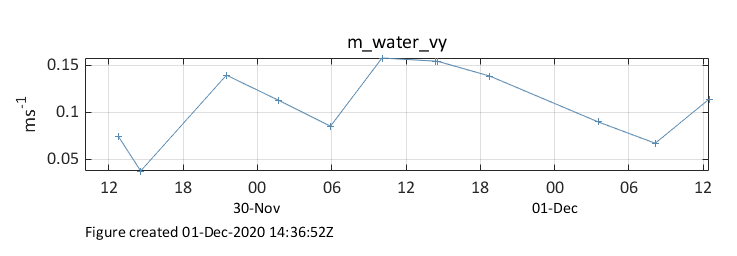 m_water_vy
0.15
0.1
0.05
ms⁻¹
12 18 00 06 12 18 00 06 12
30-Nov 01-Dec
Figure created 01-Dec-2020 14:36:52Z